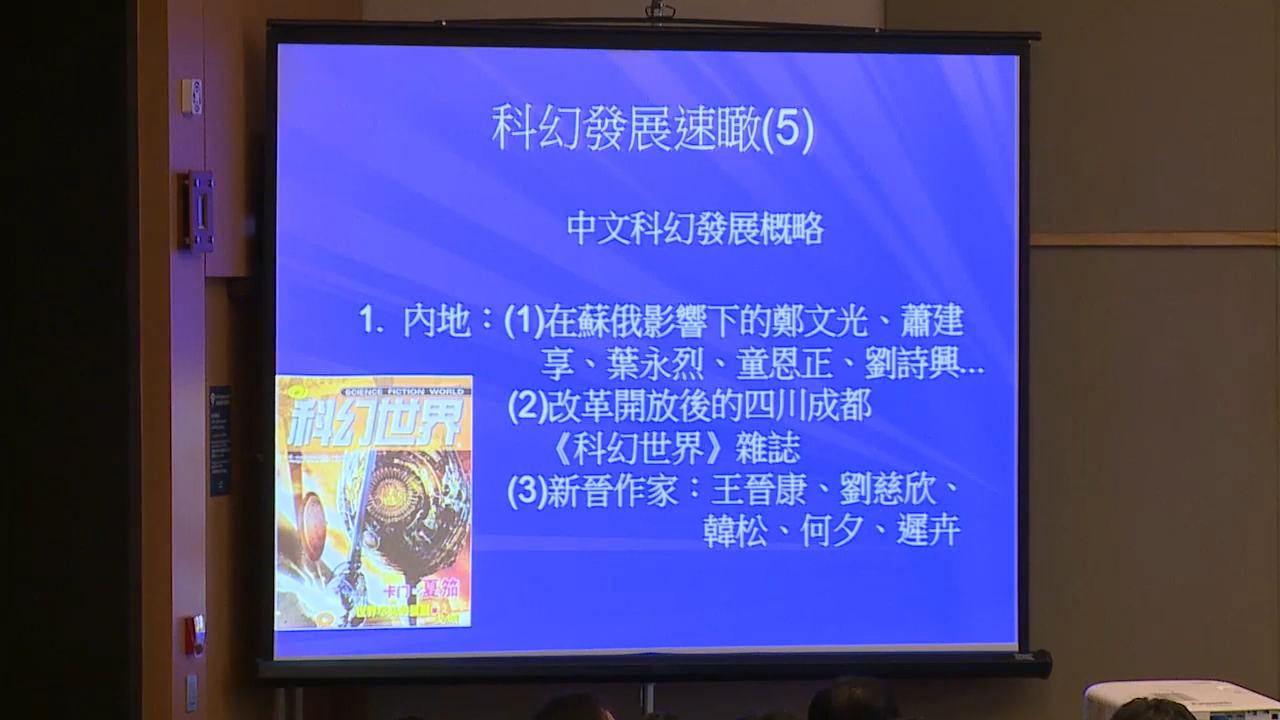 科幻發展速瞰(5)
中文科幻發展概略
1. 內地：(1)在蘇俄影響下的鄭文光、蕭建
享、葉永烈、童恩正、劉詩興...
(2)改革開放後的四川成都
《科幻世界》雜誌
(3)新晉作家：王晉康、劉慈欣、
韓松、何夕、遲卉
SCIENCE FICTION WORLD
科幻世界
卡门·夏笳